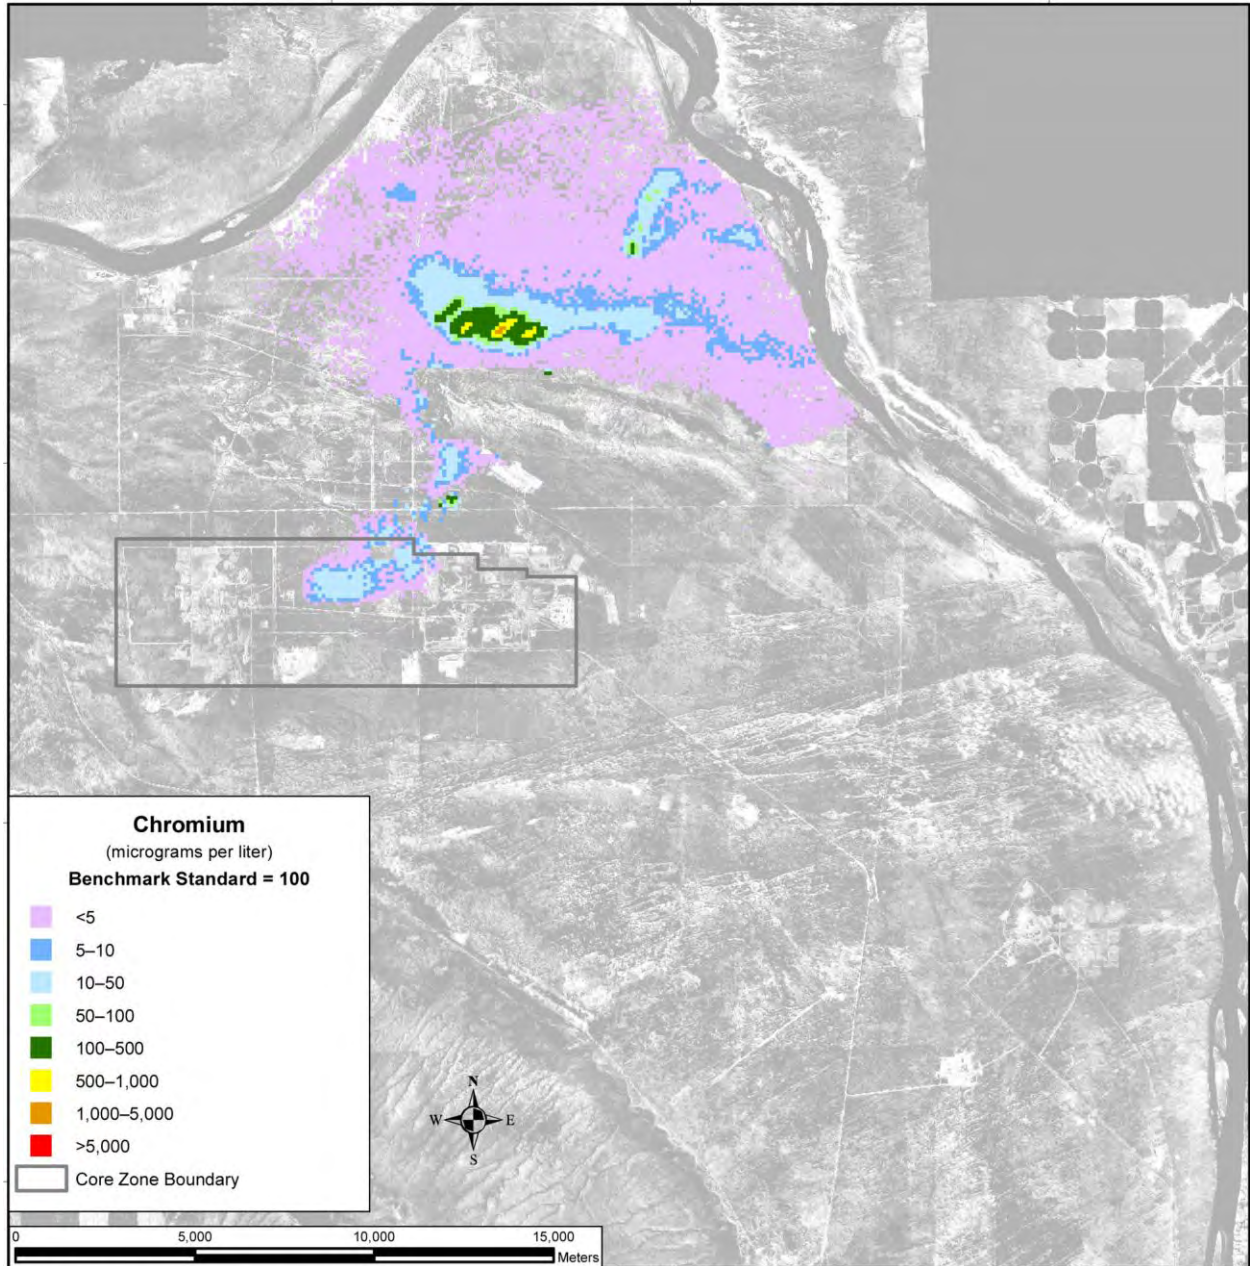 Chromium
(micrograms per liter)
Benchmark Standard = 100
<5
5–10
10–50
50–100
100–500
500–1,000
1,000–5,000
>5,000
Core Zone Boundary
N
W E
S
0 5,000 10,000 15,000
Meters